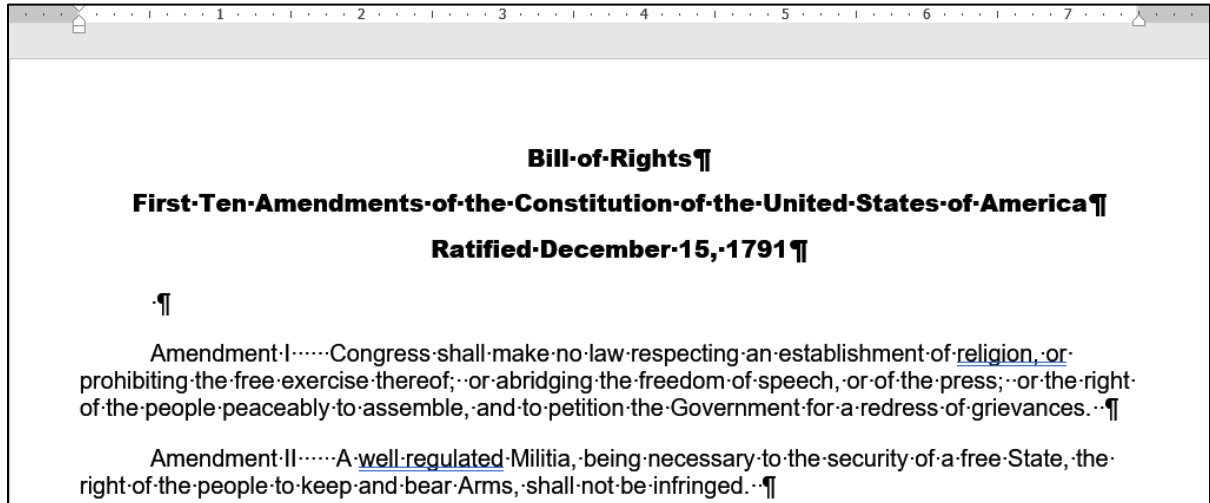 1 2 3 4 5 6 7
Bill·of·Rights¶
First·Ten·Amendments·of·the·Constitution·of·the·United·States·of·America¶
Ratified·December·15,·1791¶
·¶
Amendment·I······Congress·shall·make·no·law·respecting·an·establishment·of·religion,·or·
prohibiting·the·free·exercise·thereof;··or·abridging·the·freedom·of·speech,·or·of·the·press;··or·the·right·
of·the·people·peaceably·to·assemble,·and·to·petition·the·Government·for·a·redress·of·grievances.··¶
Amendment·II······A·well·regulated·Militia,·being·necessary·to·the·security·of·a·free·State,·the·
right·of·the·people·to·keep·and·bear·Arms,·shall·not·be·infringed.··¶